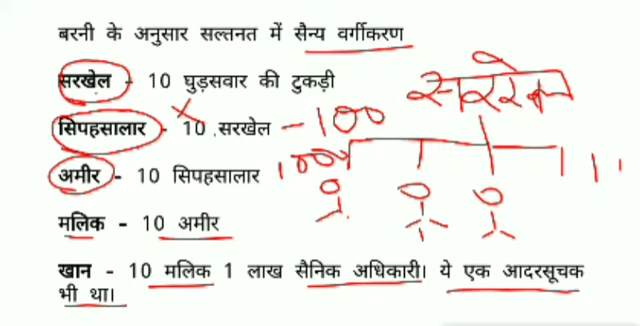 बरनी के अनुसार सल्तनत में सैन्य वर्गीकरण
सरखेल - 10 घुड़सवार की टुकड़ी
सरखेल
सिपहसालार - 10 सरखेल - 100
1000
अमीर - 10 सिपहसालार
मलिक - 10 अमीर
खान - 10 मलिक 1 लाख सैनिक अधिकारी। ये एक आदरसूचक
भी था।